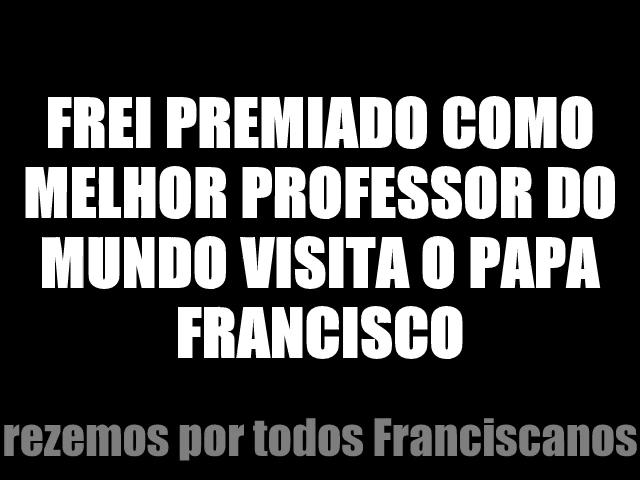 FREI PREMIADO COMO
MELHOR PROFESSOR DO
MUNDO VISITA O PAPA
FRANCISCO
rezemos por todos Franciscanos